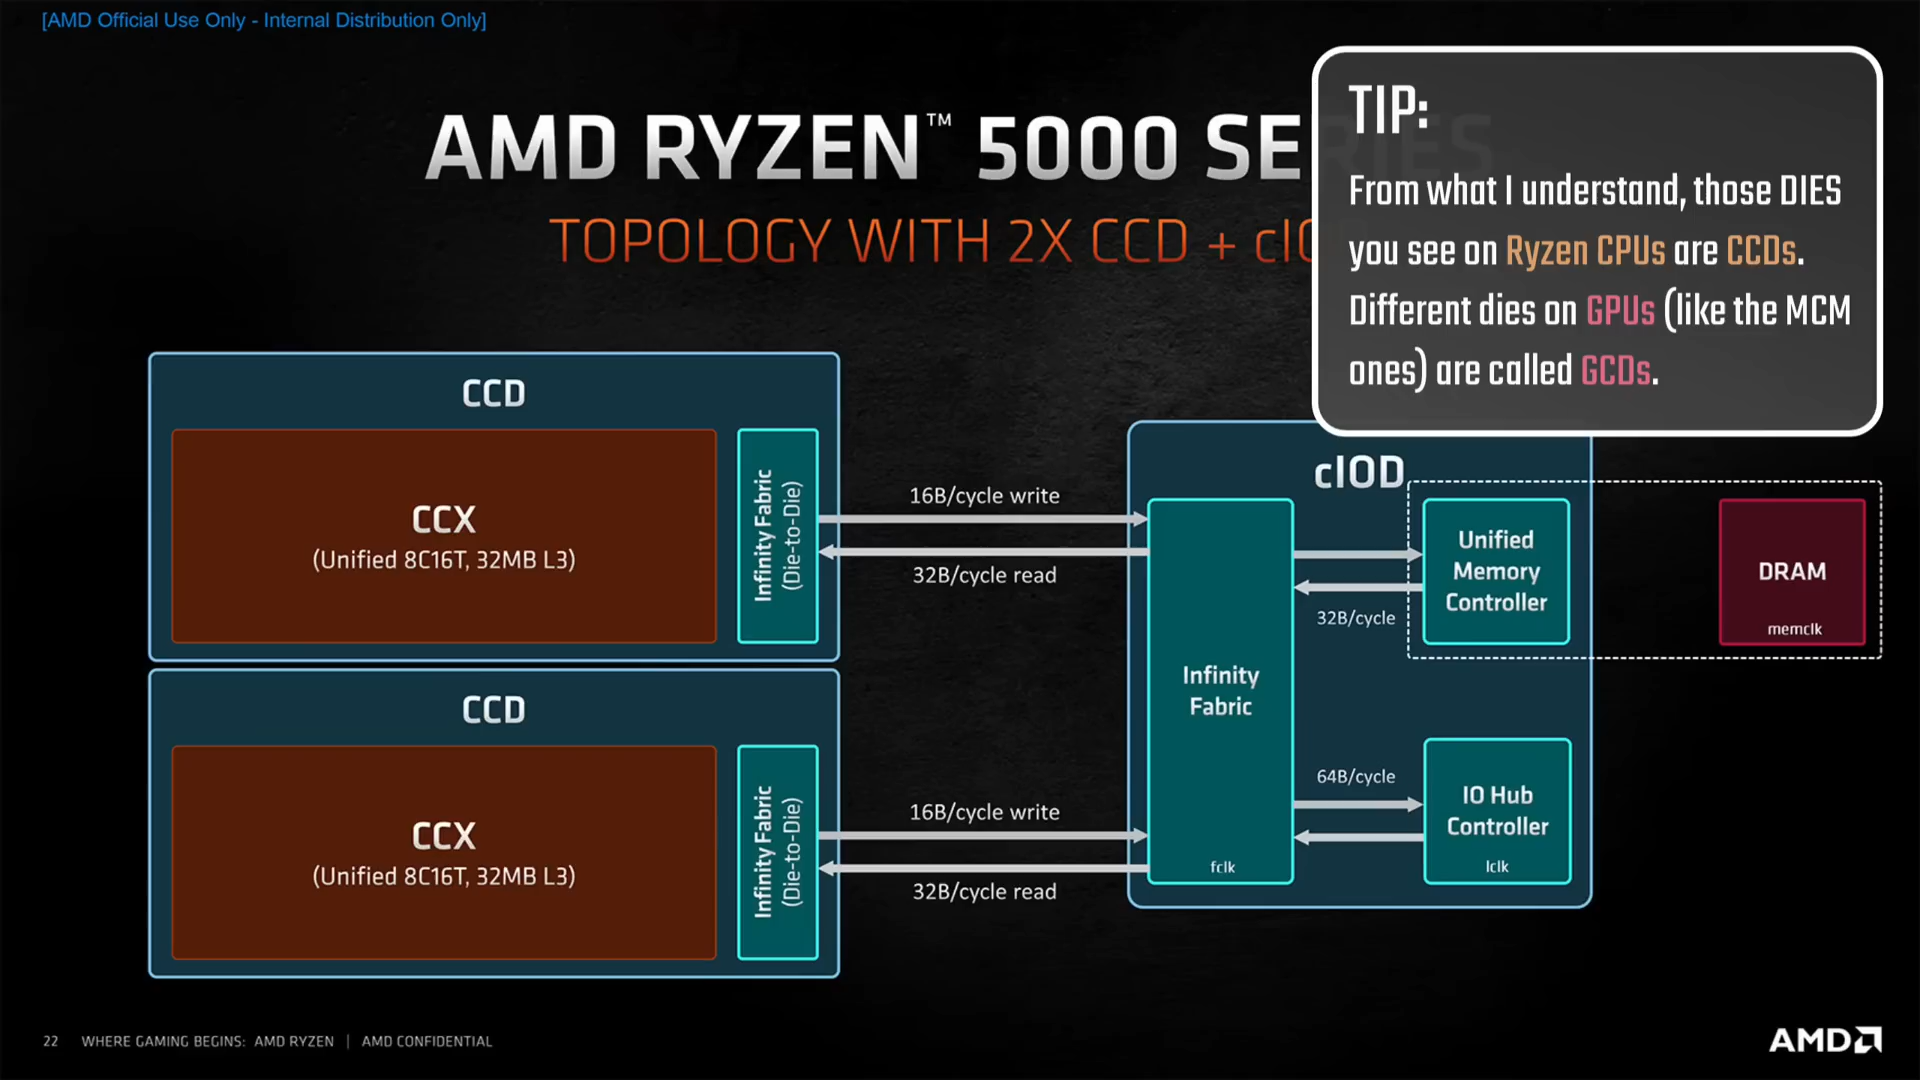 [AMD Official Use Only - Internal Distribution Only]
AMD RYZEN™ 5000 SERIES
TOPOLOGY WITH 2X CCD + cIO
TIP:
From what I understand, those DIES
you see on Ryzen CPUs are CCDs.
Different dies on GPUs (like the MCM
ones) are called GCDs.
CCD
CCX
(Unified 8C16T, 32MB L3)
Infinity Fabric
(Die-to-Die)
16B/cycle write
32B/cycle read
CCD
CCX
(Unified 8C16T, 32MB L3)
Infinity Fabric
(Die-to-Die)
16B/cycle write
32B/cycle read
cIOD
Infinity
Fabric
fclk
32B/cycle
Unified
Memory
Controller
DRAM
memclk
64B/cycle
IO Hub
Controller
lclk
22 WHERE GAMING BEGINS: AMD RYZEN | AMD CONFIDENTIAL
AMD